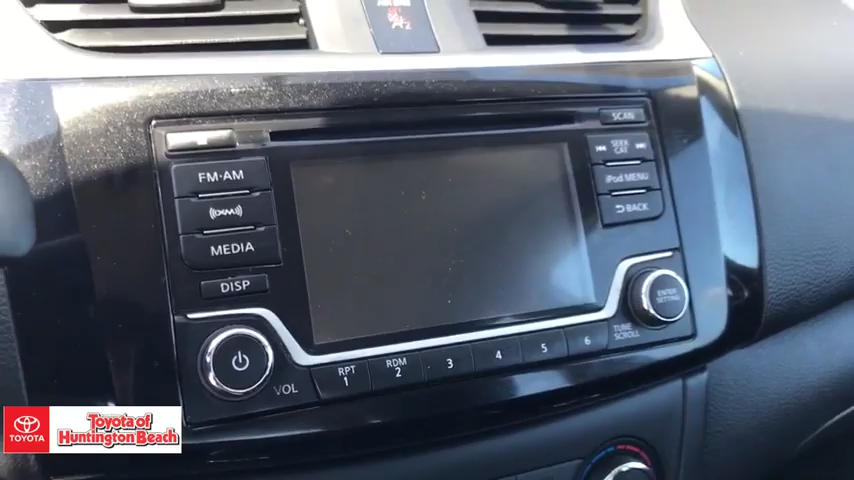 SCAN
FM·AM
SEEK
CAT
XM
iPod MENU
MEDIA
BACK
DISP
ENTER
SETTING
TUNE
SCROLL
VOL
RPT
1
RDM
2
3
4
5
6
TOYOTA
Toyota of
Huntington Beach